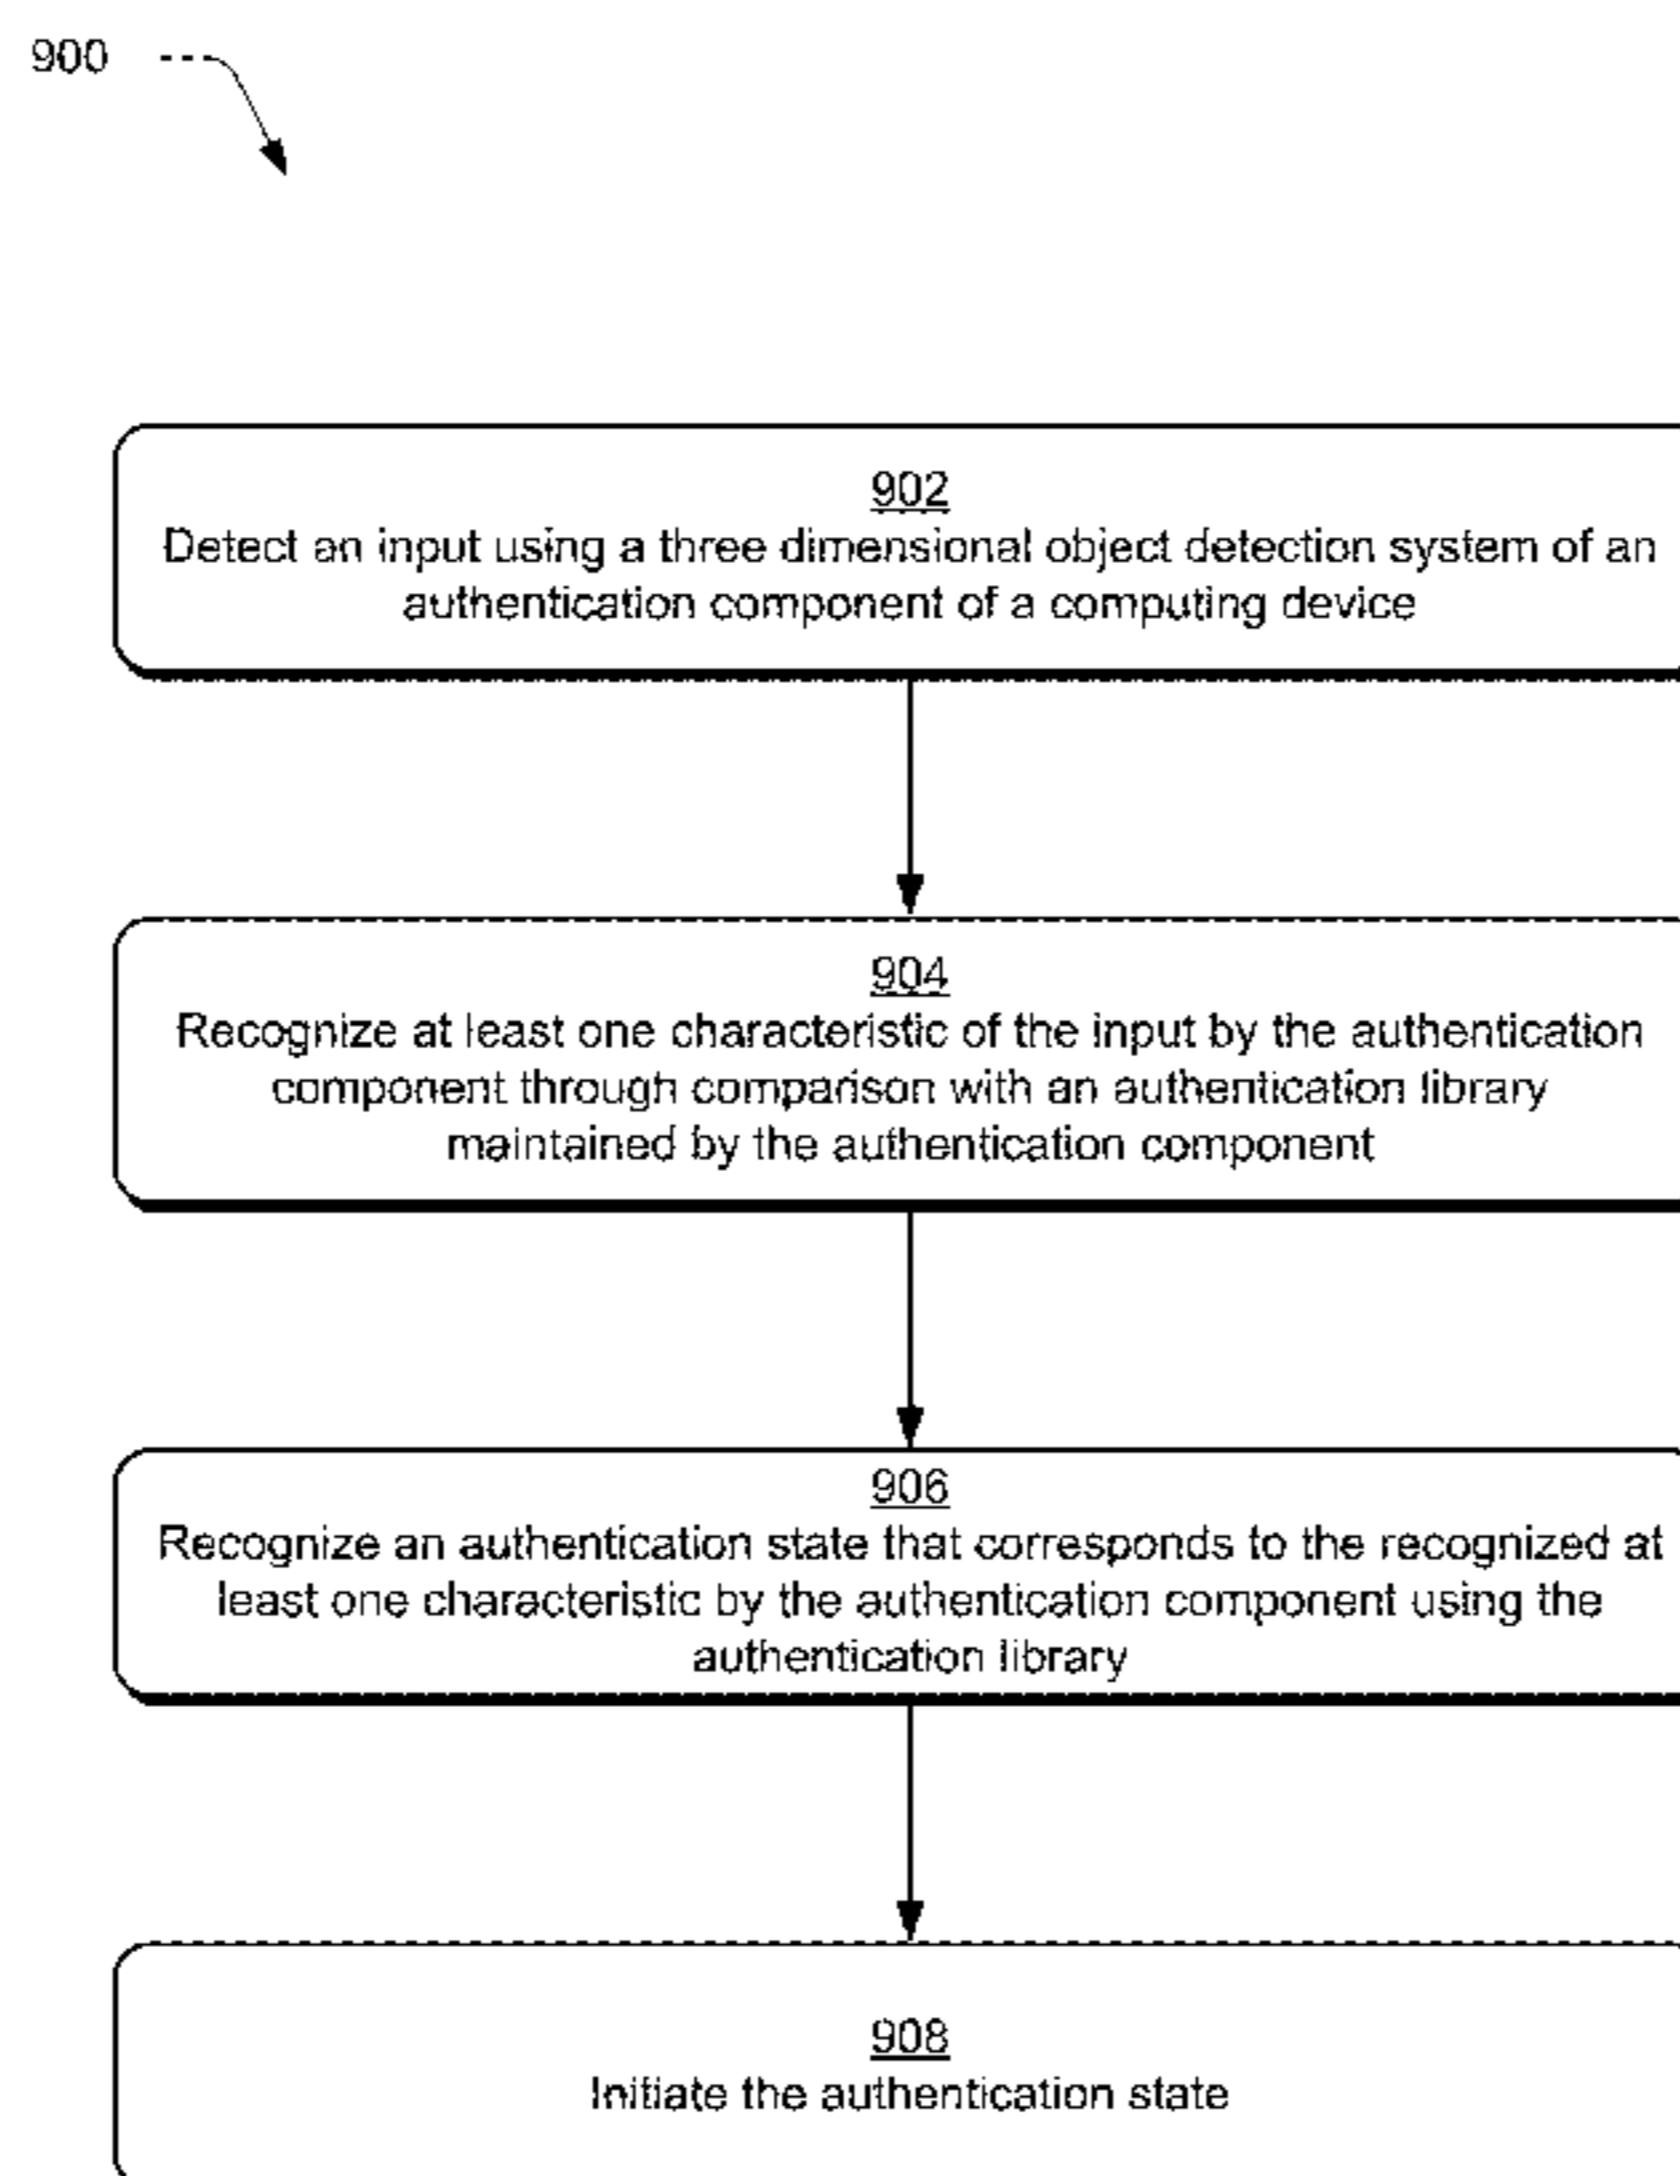 900
902
Detect an input using a three dimensional object detection system of an
authentication component of a computing device
904
Recognize at least one characteristic of the input by the authentication
component through comparison with an authentication library
maintained by the authentication component
906
Recognize an authentication state that corresponds to the recognized at
least one characteristic by the authentication component using the
authentication library
908
Initiate the authentication state